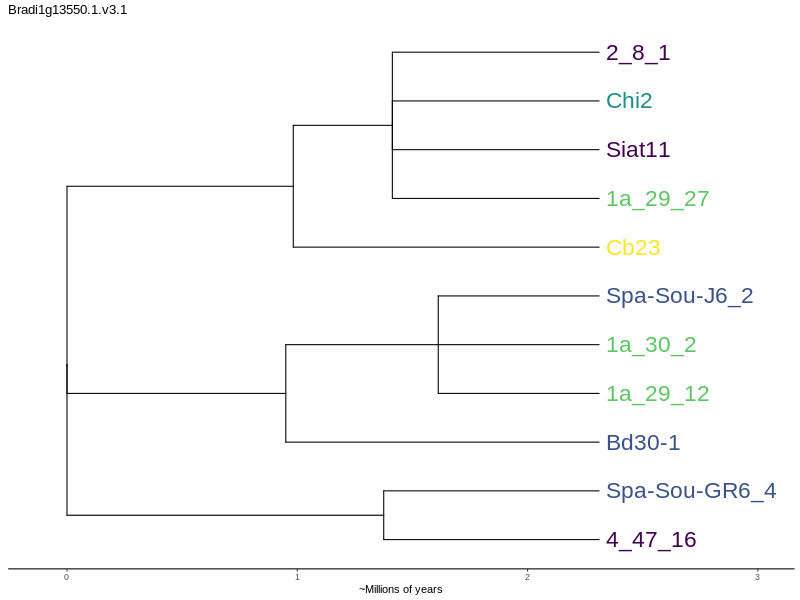 Bradi1g13550.1.v3.1
2_8_1
Chi2
Siat11
1a_29_27
Cb23
Spa-Sou-J6_2
1a_30_2
1a_29_12
Bd30-1
Spa-Sou-GR6_4
4_47_16
0 1 2 3
~Millions of years